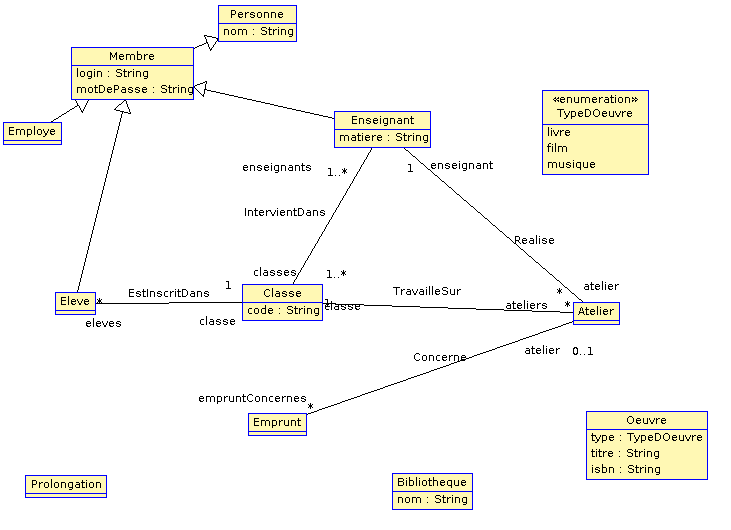 Personne
nom : String
Membre
login : String
motDePasse : String
Employe
Enseignant
matiere : String
«enumeration»
TypeDOeuvre
livre
film
musique
enseignants
1..*
1
enseignant
IntervientDans
Realise
classes
1..*
Eleve
*
eleves
EstInscritDans
1
classe
Classe
code : String
1
classe
TravailleSur
ateliers
*
*
atelier
Atelier
Concerne
atelier
0..1
empruntConcernes
*
Emprunt
Oeuvre
type : TypeDOeuvre
titre : String
isbn : String
Prolongation
Bibliotheque
nom : String